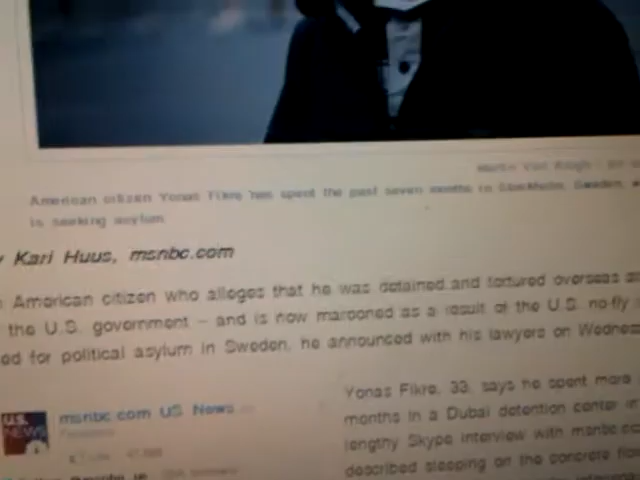 American citizen Yonas Fikre has spent the past seven months in Stockholm, Sweden,
is seeking asylum.
Kari Huus, msnbc.com
American citizen who alleges that he was detained and tortured overseas
the U.S. government – and is now marooned as a result of the U.S. no-fly
ed for political asylum in Sweden, he announced with his lawyers on Wednes
Yonas Fikre, 33, says he spent more
months in a Dubai detention center
lengthy Skype interview with msnbc.co
described sleeping on the concrete flo
U.S. NEWS
msnbc.com US News